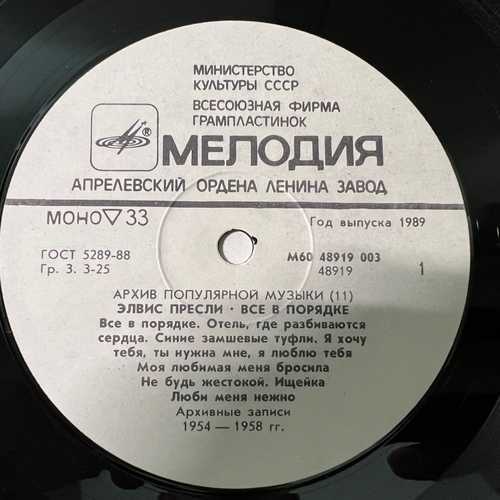 МИНИСТЕРСТВО
КУЛЬТУРЫ СССР
ВСЕСОЮЗНАЯ ФИРМА
ГРАМПЛАСТИНОК
® МЕЛОДИЯ
АПРЕЛЕВСКИЙ ОРДЕНА ЛЕНИНА ЗАВОД
МОНО ▽ 33
Год выпуска 1989
ГОСТ 5289-88
М60 48919 003
Гр. 3. 3-25
48919
1
АРХИВ ПОПУЛЯРНОЙ МУЗЫКИ (11)
ЭЛВИС ПРЕСЛИ · ВСЕ В ПОРЯДКЕ
Все в порядке. Отель, где разбиваются
сердца. Синие замшевые туфли. Я хочу
тебя, ты нужна мне, я люблю тебя
Моя любимая меня бросила
Не будь жестокой. Ищейка
Люби меня нежно
Архивные записи
1954 — 1958 гг.